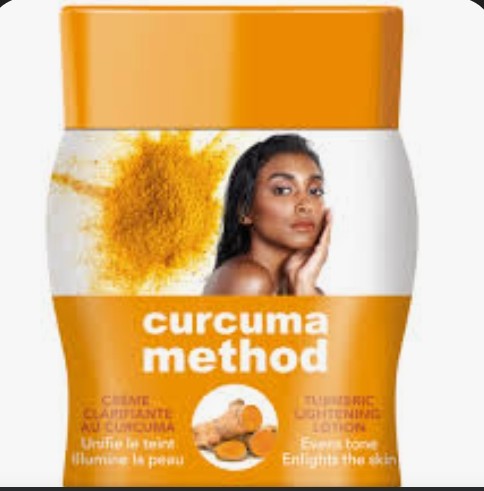 curcuma
method
CRÈME
CLARIFIANTE
AU CURCUMA
Unifie le teint
Illumine la peau
TURMERIC
LIGHTENING
LOTION
Evens tone
Enlights the skin